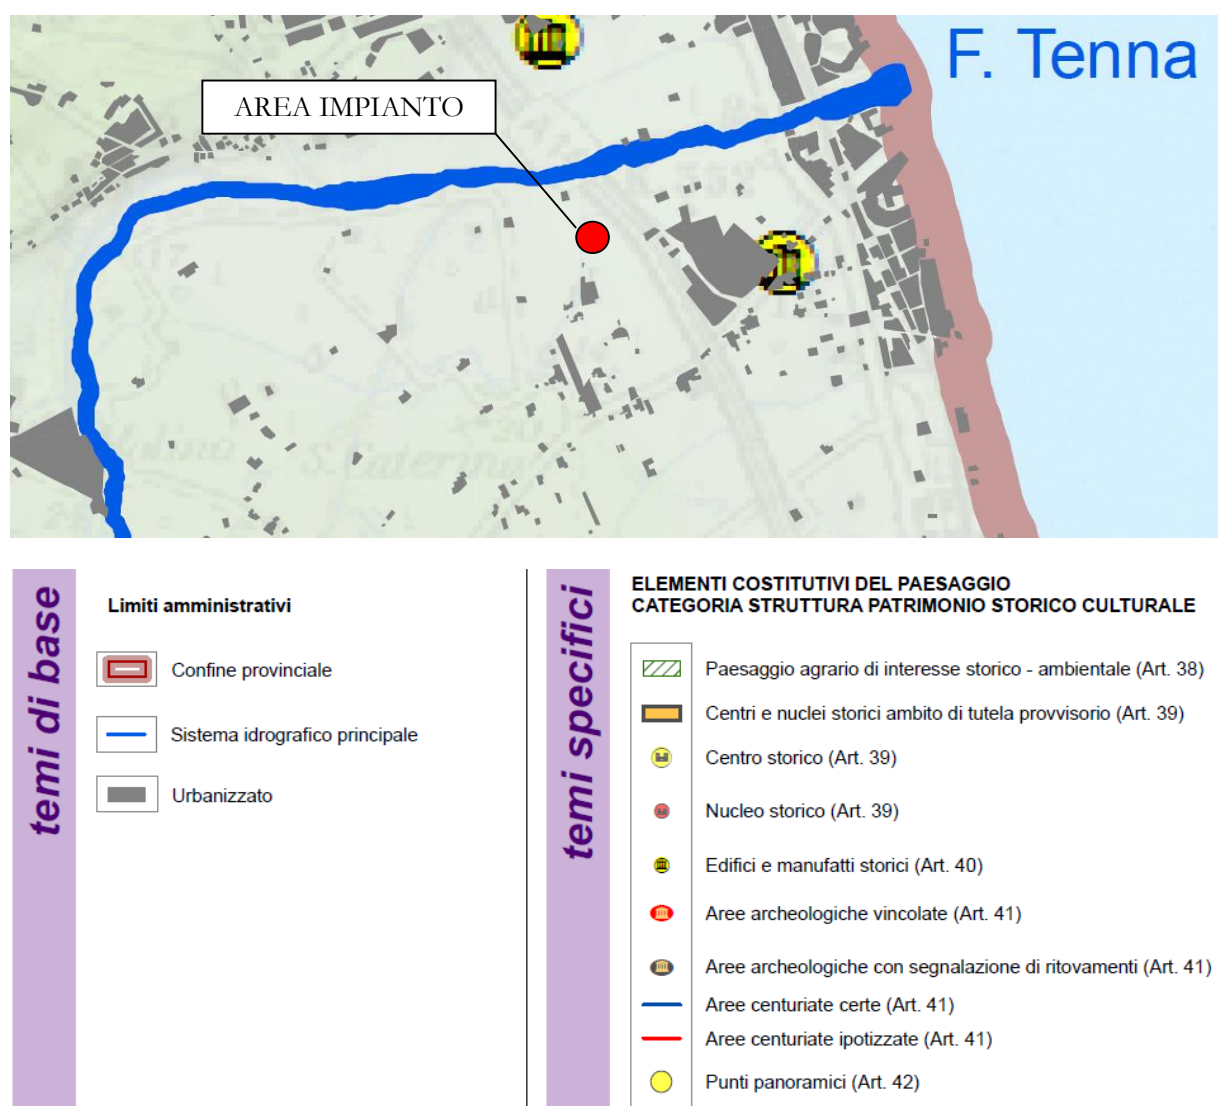 F. Tenna
AREA IMPIANTO
S. Caterina
temi di base
Limiti amministrativi
Confine provinciale
Sistema idrografico principale
Urbanizzato
temi specifici
ELEMENTI COSTITUTIVI DEL PAESAGGIO
CATEGORIA STRUTTURA PATRIMONIO STORICO CULTURALE
Paesaggio agrario di interesse storico - ambientale (Art. 38)
Centri e nuclei storici ambito di tutela provvisorio (Art. 39)
Centro storico (Art. 39)
Nucleo storico (Art. 39)
Edifici e manufatti storici (Art. 40)
Aree archeologiche vincolate (Art. 41)
Aree archeologiche con segnalazione di ritovamenti (Art. 41)
Aree centuriate certe (Art. 41)
Aree centuriate ipotizzate (Art. 41)
Punti panoramici (Art. 42)